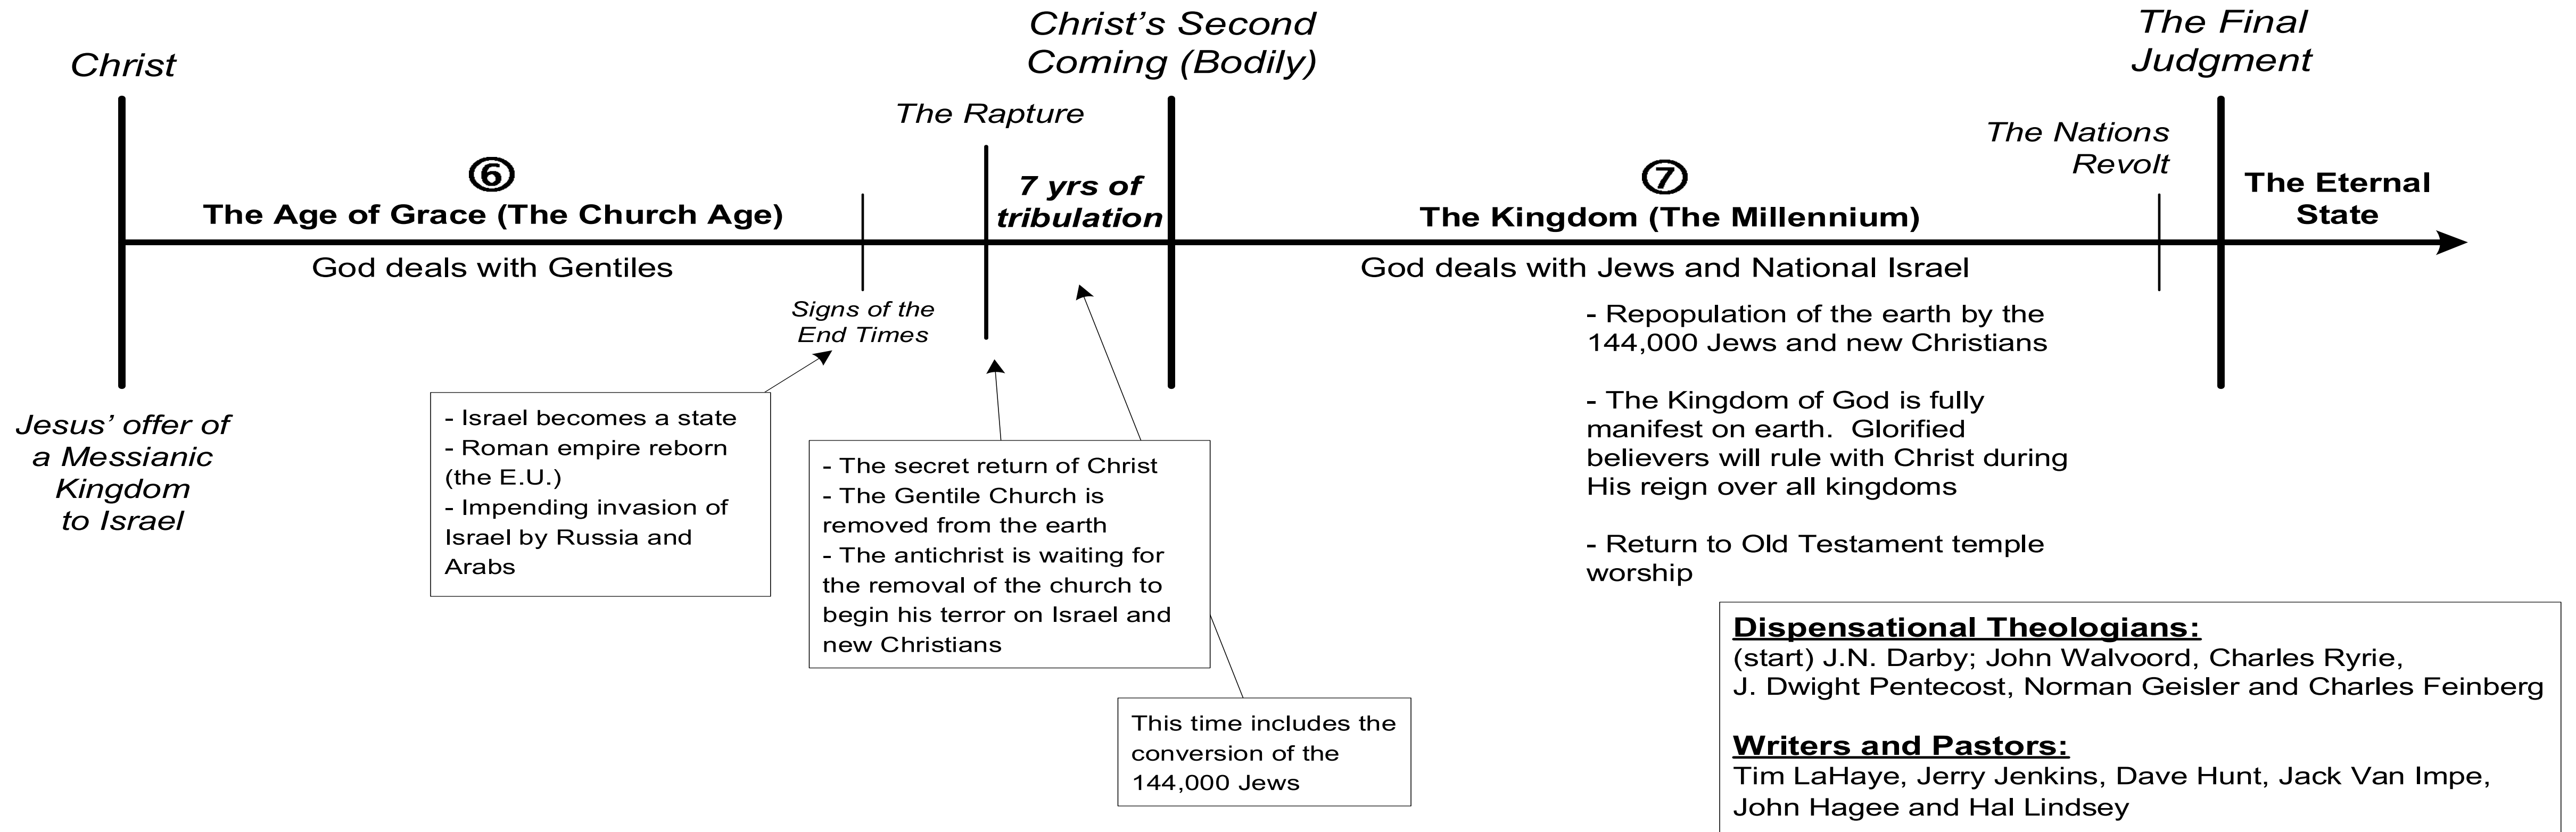 Christ
Christ’s Second
Coming (Bodily)
The Final
Judgment
The Rapture
The Nations
Revolt
⑥
The Age of Grace (The Church Age)
God deals with Gentiles
7 yrs of
tribulation
⑦
The Kingdom (The Millennium)
God deals with Jews and National Israel
The Eternal
State
Signs of the
End Times
Jesus’ offer of
a Messianic
Kingdom
to Israel
- Israel becomes a state
- Roman empire reborn
(the E.U.)
- Impending invasion of
Israel by Russia and
Arabs
- The secret return of Christ
- The Gentile Church is
removed from the earth
- The antichrist is waiting for
the removal of the church to
begin his terror on Israel and
new Christians
This time includes the
conversion of the
144,000 Jews
- Repopulation of the earth by the
144,000 Jews and new Christians
- The Kingdom of God is fully
manifest on earth.  Glorified
believers will rule with Christ during
His reign over all kingdoms
- Return to Old Testament temple
worship
Dispensational Theologians:
(start) J.N. Darby; John Walvoord, Charles Ryrie,
J. Dwight Pentecost, Norman Geisler and Charles Feinberg
Writers and Pastors:
Tim LaHaye, Jerry Jenkins, Dave Hunt, Jack Van Impe,
John Hagee and Hal Lindsey